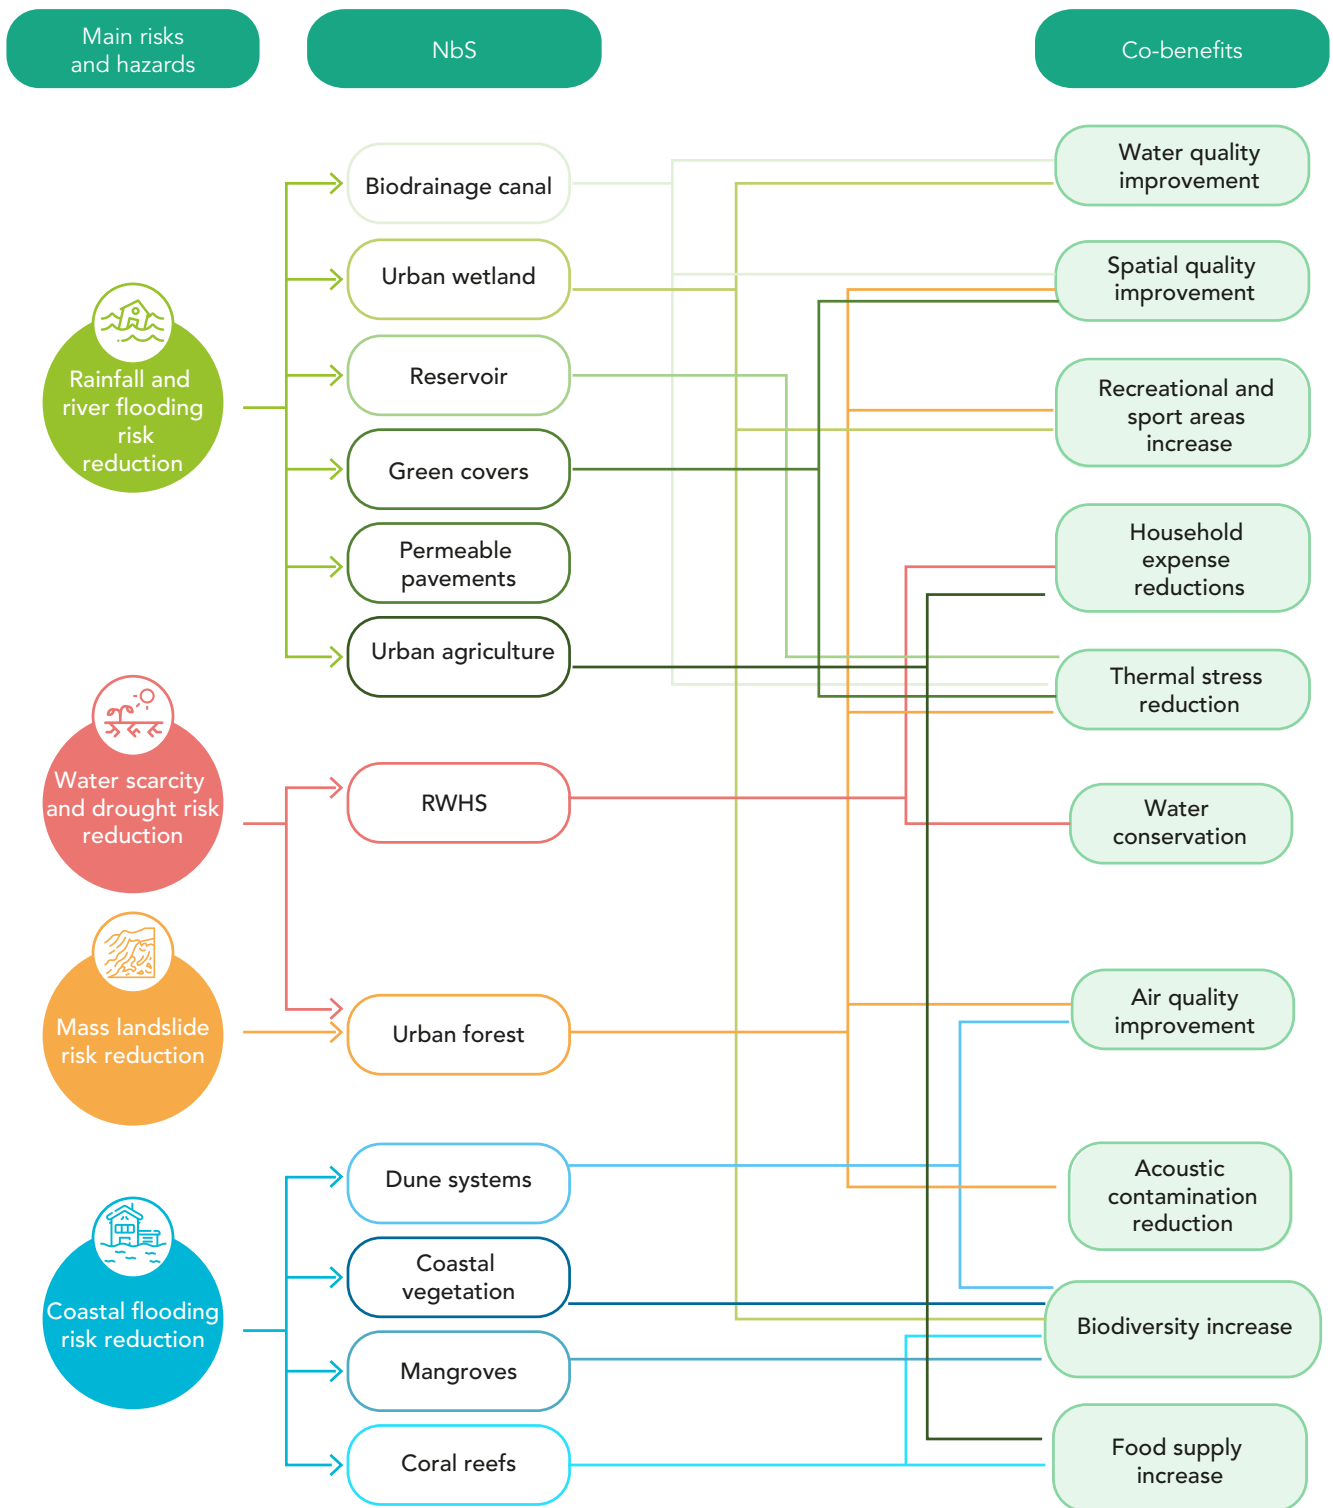 Main risks
and hazards
NbS
Co-benefits
Rainfall and
river flooding
risk
reduction
Water scarcity
and drought risk
reduction
Mass landslide
risk reduction
Coastal flooding
risk reduction
Biodrainage canal
Urban wetland
Reservoir
Green covers
Permeable
pavements
Urban agriculture
RWHS
Urban forest
Dune systems
Coastal
vegetation
Mangroves
Coral reefs
Water quality
improvement
Spatial quality
improvement
Recreational and
sport areas
increase
Household
expense
reductions
Thermal stress
reduction
Water
conservation
Air quality
improvement
Acoustic
contamination
reduction
Biodiversity increase
Food supply
increase